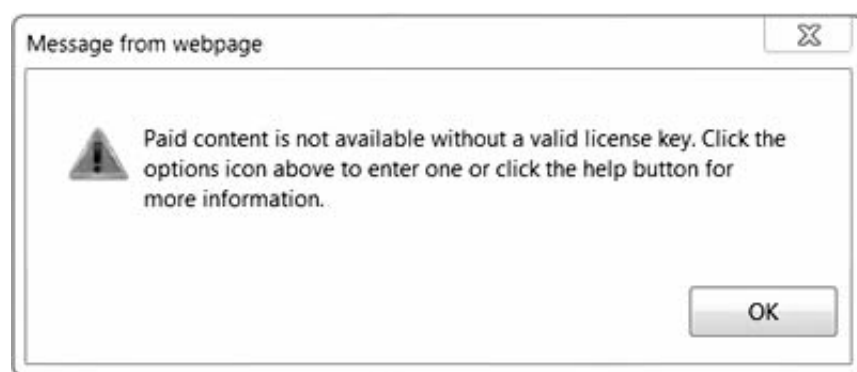 Message from webpage
Paid content is not available without a valid license key. Click the
options icon above to enter one or click the help button for
more information.
OK